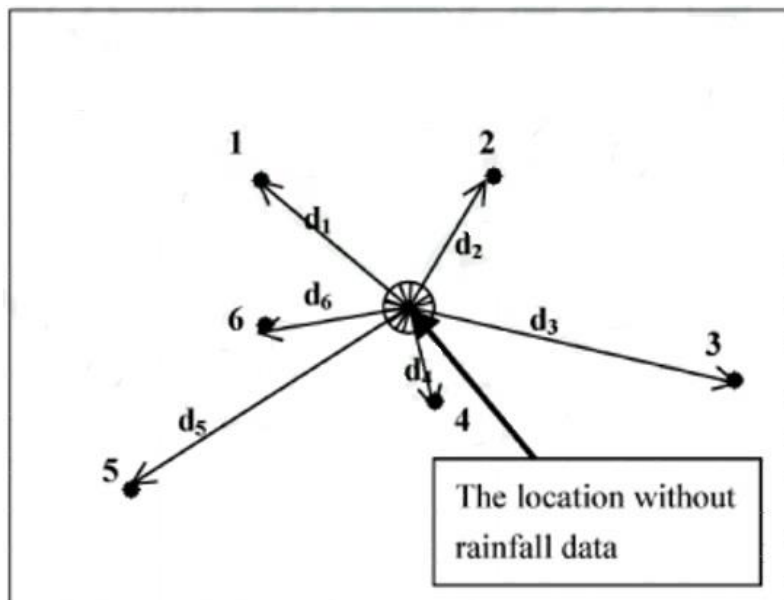 1
2
d₁
d₂
d₆
6
d₃
3
d₄
4
d₅
5
The location without
rainfall data